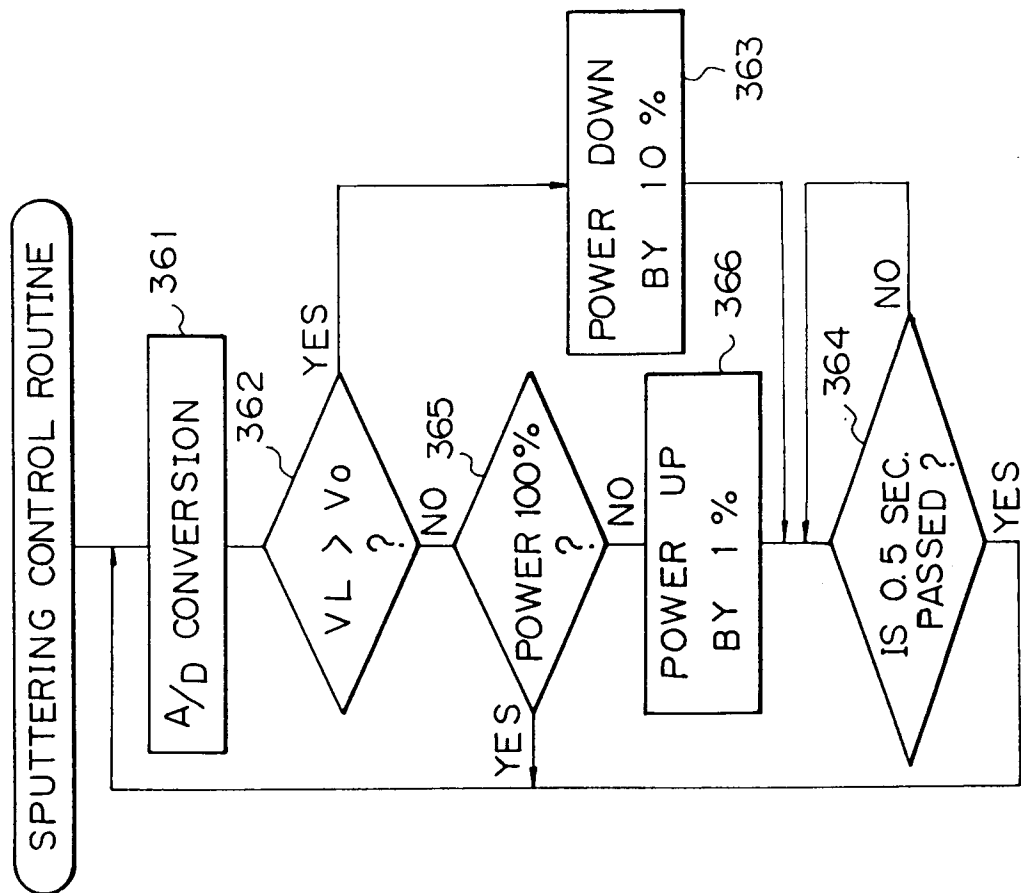 SPUTTERING CONTROL ROUTINE
361
A/D CONVERSION
362
VL > Vo
?
YES
NO
365
POWER 100%
?
YES
NO
366
POWER UP
BY 1 %
POWER DOWN
BY 10 %
363
364
IS 0.5 SEC.
PASSED ?
NO
YES